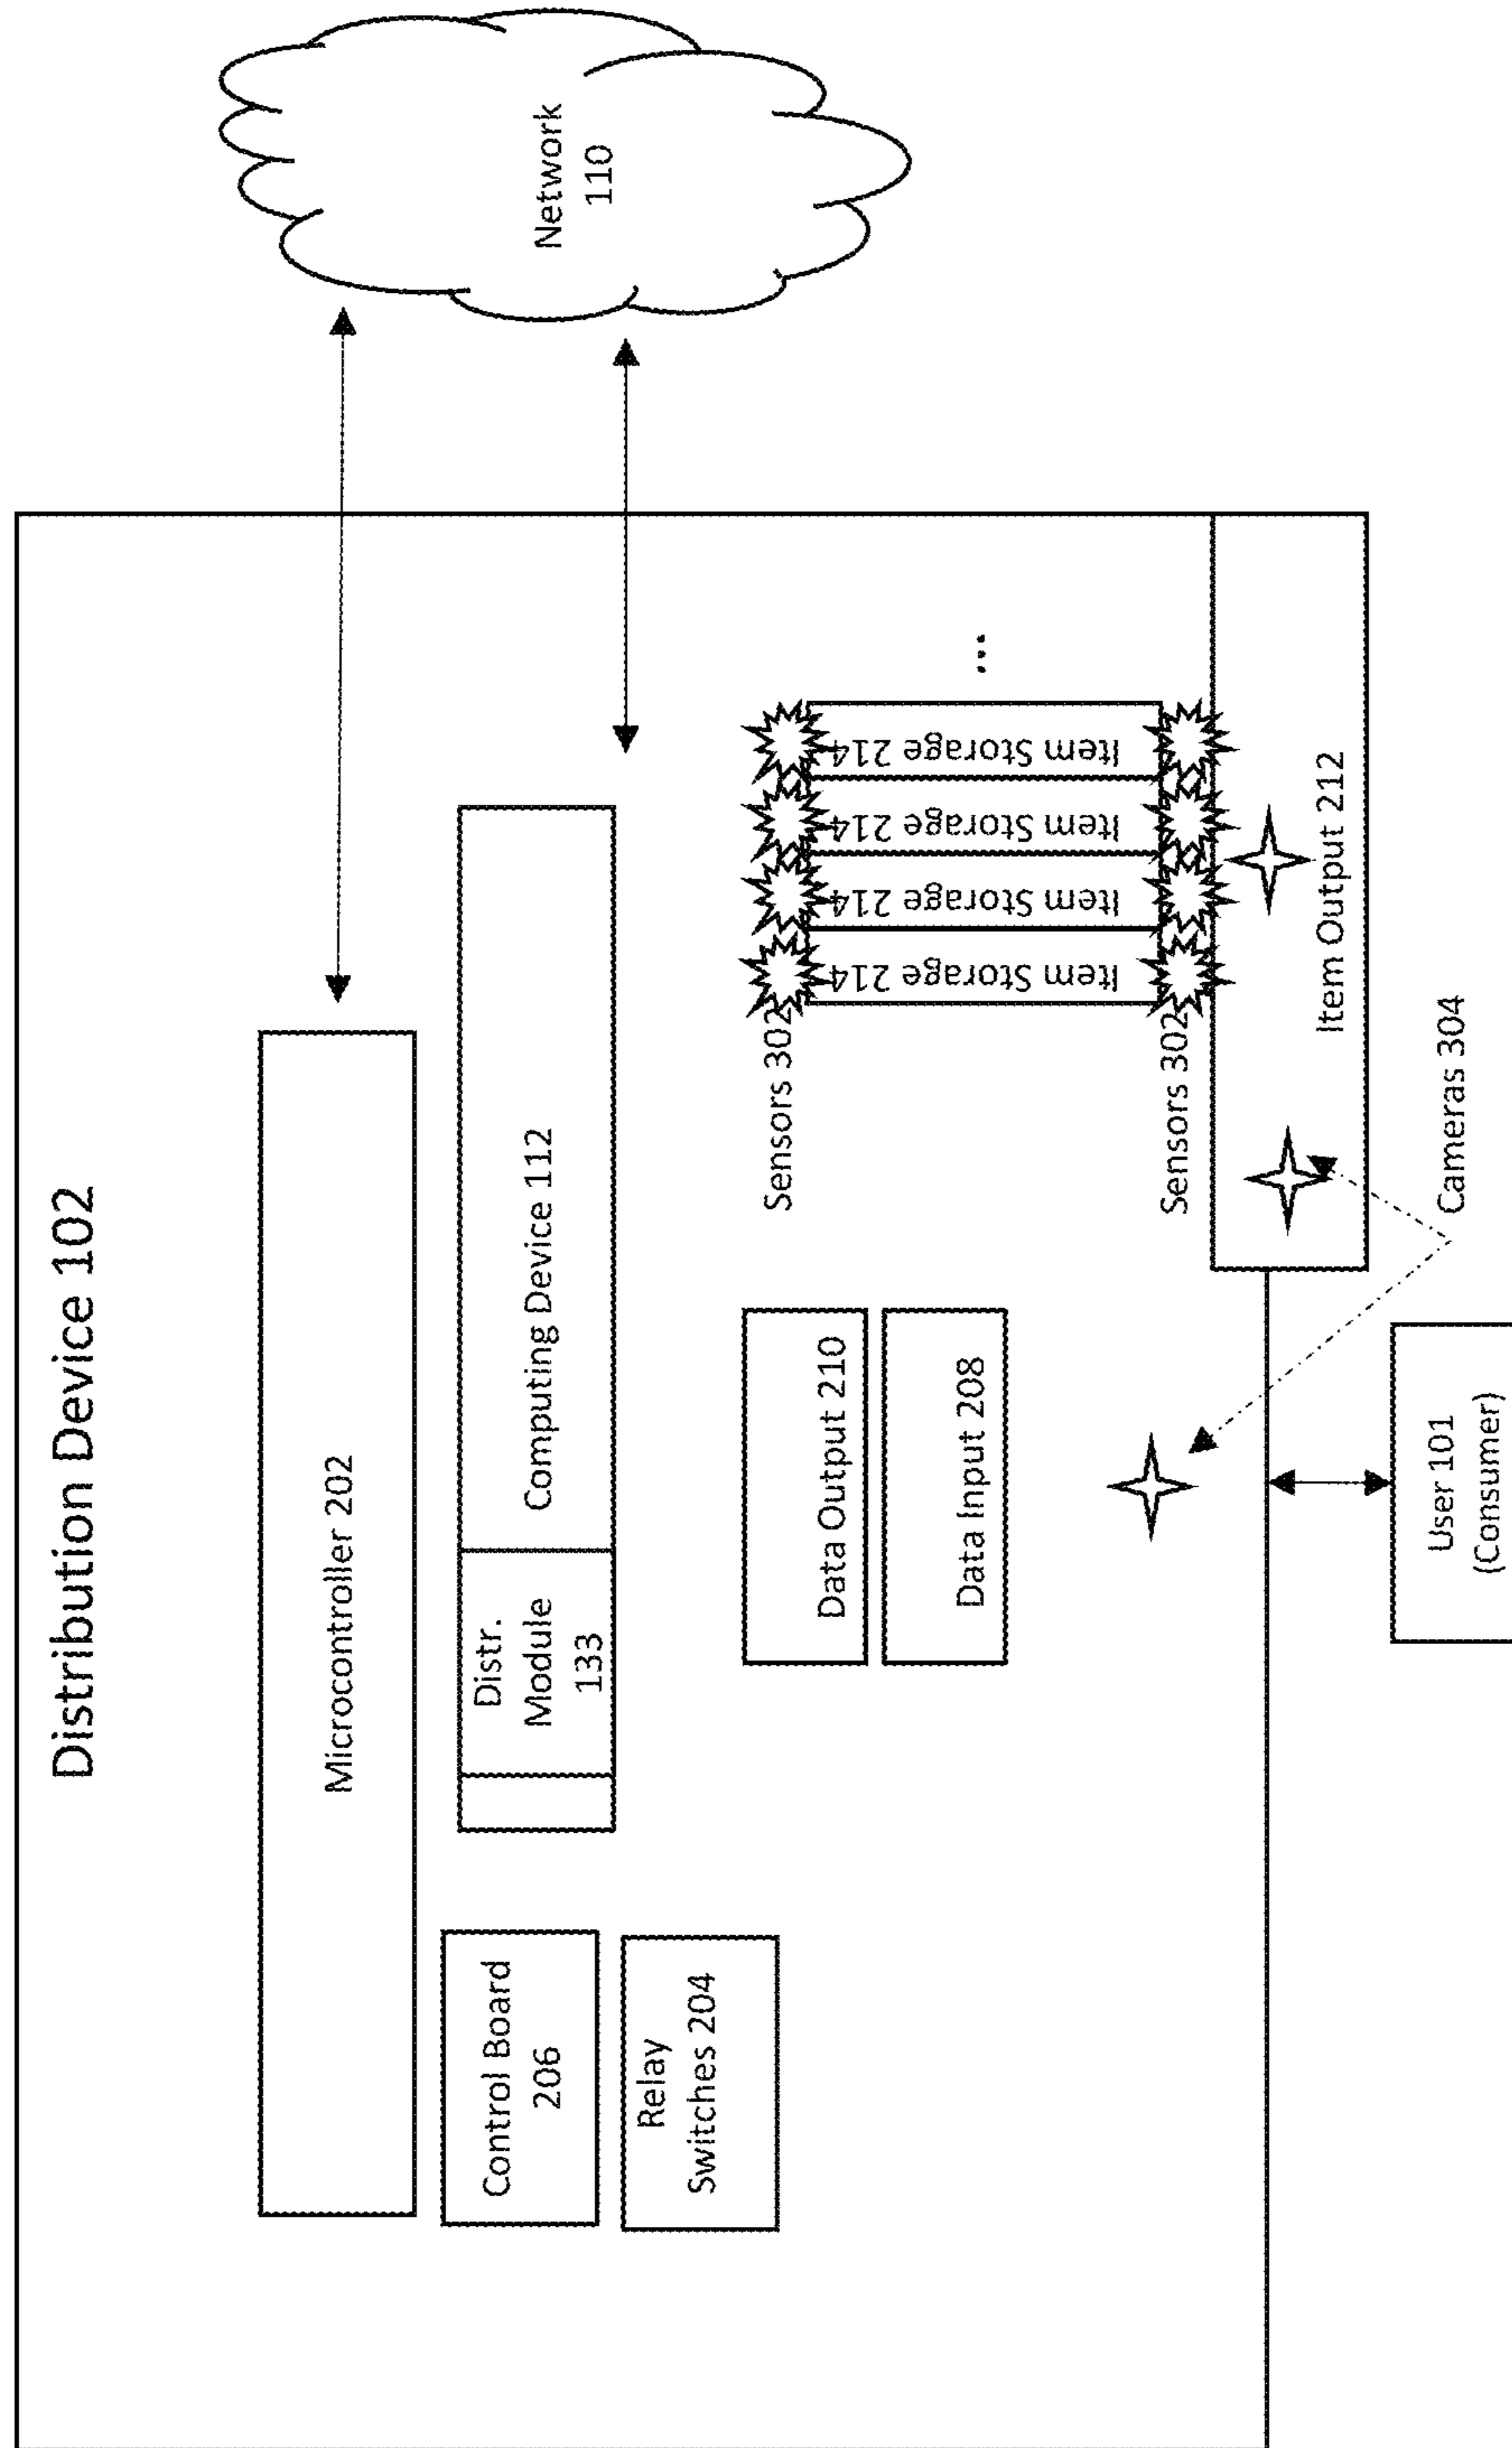 Distribution Device 102
Microcontroller 202
Control Board
206
Distr.
Module
133
Computing Device 112
Relay
Switches 204
Network
110
Data Output 210
Data Input 208
Sensors 302
Item Storage 214
Item Storage 214
Item Storage 214
Item Storage 214
...
Sensors 302
Item Output 212
Cameras 304
User 101
(Consumer)